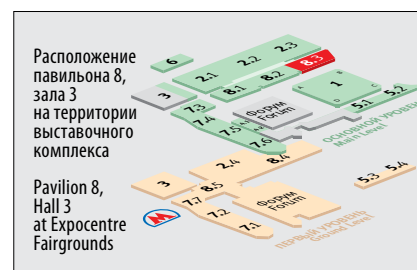 Расположение
павильона 8,
зала 3
на территории
выставочного
комплекса
Pavilion 8,
Hall 3
at Expocentre
Fairgrounds
6
2.1
2.2
2.3
8.1
8.2
8.3
3
7.3
7.4
7.5
7.6
Форум
Forum
A
B
1
D
C
5.1
5.2
ОСНОВНОЙ УРОВЕНЬ
Main Level
2.4
8.4
3
8.5
7.7
7.2
7.1
Форум
Forum
5.3
5.4
ПЕРВЫЙ УРОВЕНЬ
Ground Level
М